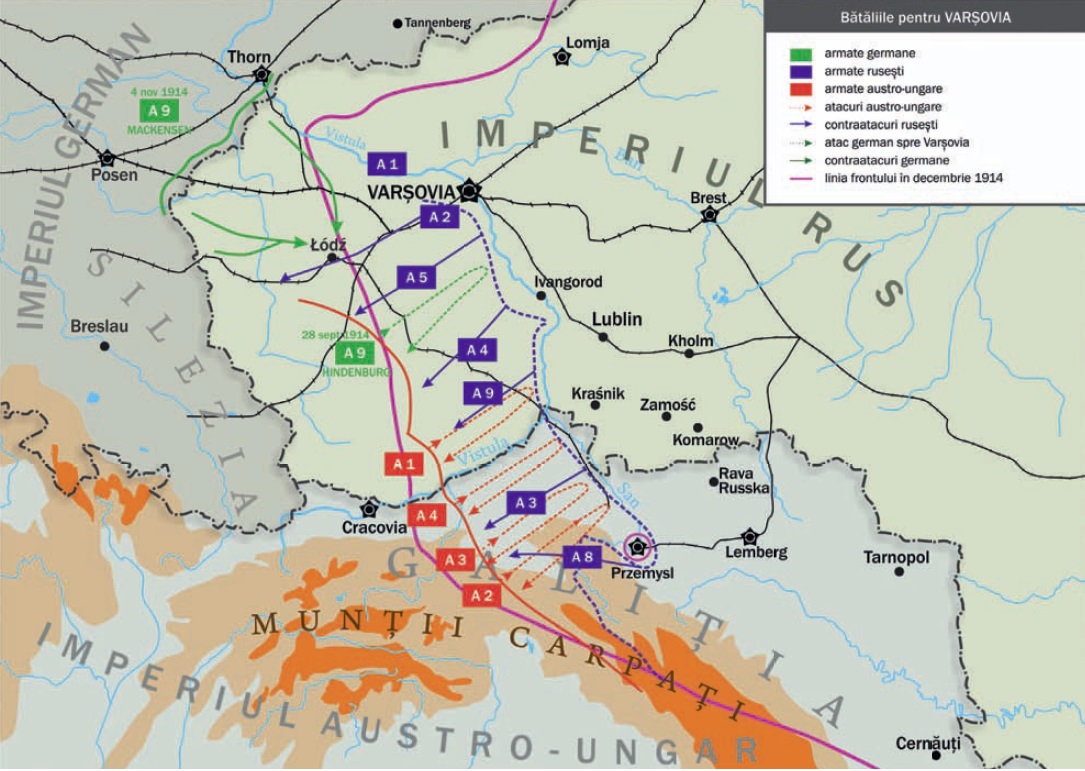 Bătăliile pentru VARȘOVIA
armate germane
armate rusești
armate austro-ungare
atacuri austro-ungare
contraatacuri rusești
atac german spre Varșovia
contraatacuri germane
linia frontului în decembrie 1914
Tannenberg
Lomja
Thorn
4 nov 1914
A 9
MACKENSEN
IMPERIUL GERMAN
Posen
Vistula
A 1
IMPERIUL RUS
Bug
VARȘOVIA
Brest
A 2
Łódź
A 5
Ivangorod
SILEZIA
Breslau
28 sept 1914
A 9
HINDENBURG
Lublin
Kholm
A 4
A 9
Kraśnik
Zamość
Komarow
A 1
Vistula
Rava
Russka
San
A 3
A 4
Cracovia
Lemberg
A 3
A 8
Przemysl
Tarnopol
GALIȚIA
A 2
MUNȚII CARPAȚI
IMPERIUL AUSTRO-UNGAR
Cernăuți